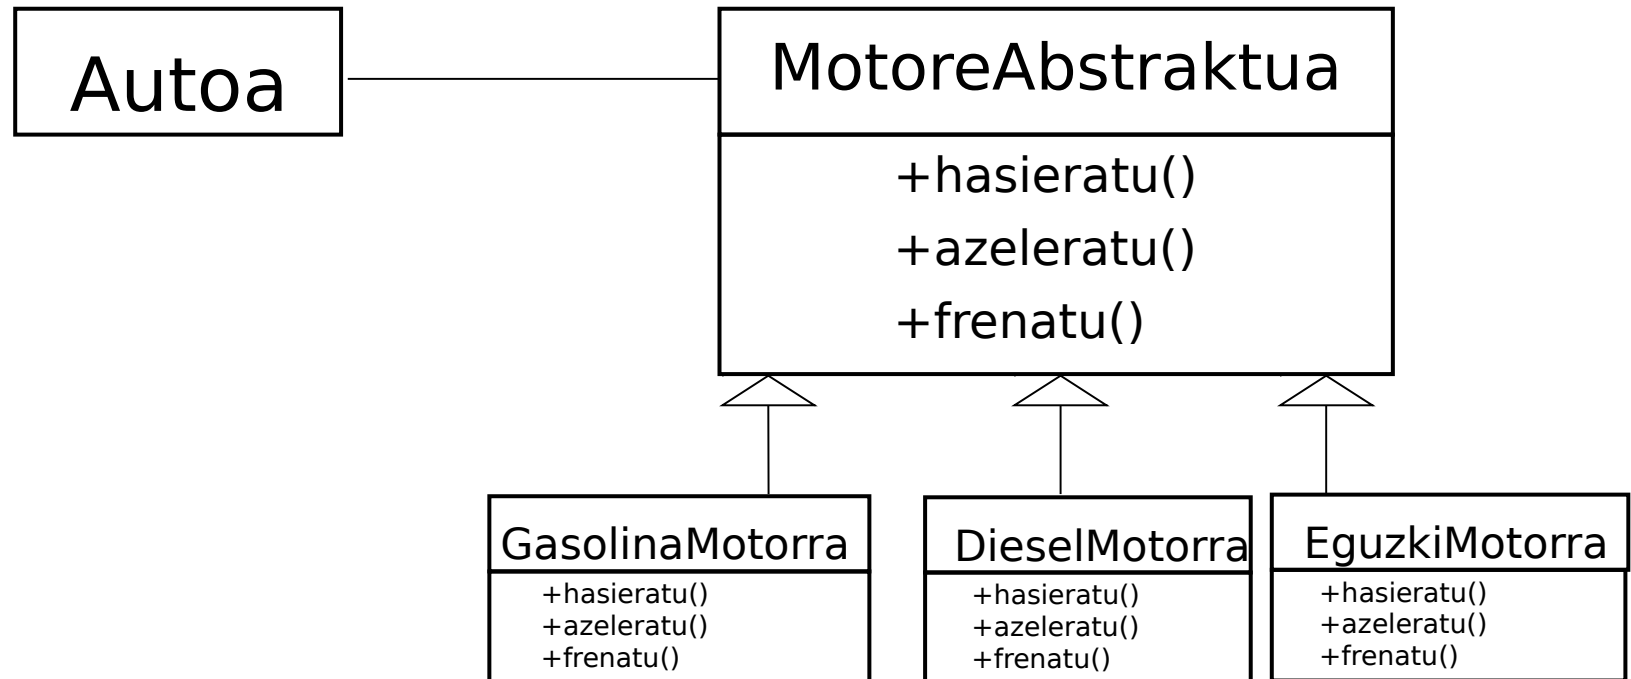 Autoa
MotoreAbstraktua
+hasieratu()
+azeleratu()
+frenatu()
GasolinaMotorra
+hasieratu()
+azeleratu()
+frenatu()
DieselMotorra
+hasieratu()
+azeleratu()
+frenatu()
EguzkiMotorra
+hasieratu()
+azeleratu()
+frenatu()